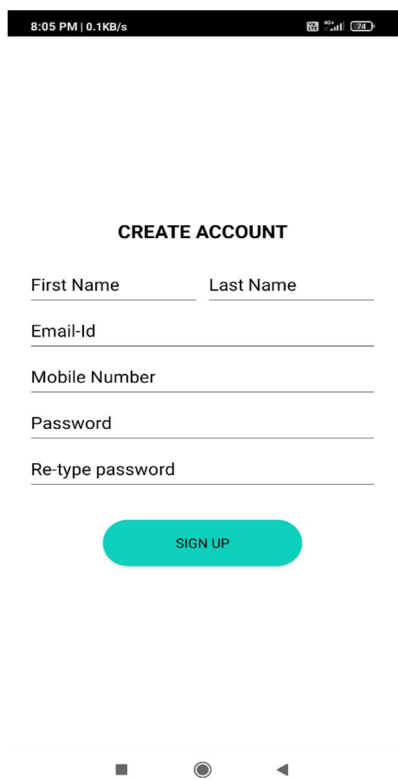 8:05 PM | 0.1KB/s 4G+ 74
CREATE ACCOUNT
First Name Last Name
Email-Id
Mobile Number
Password
Re-type password
SIGN UP